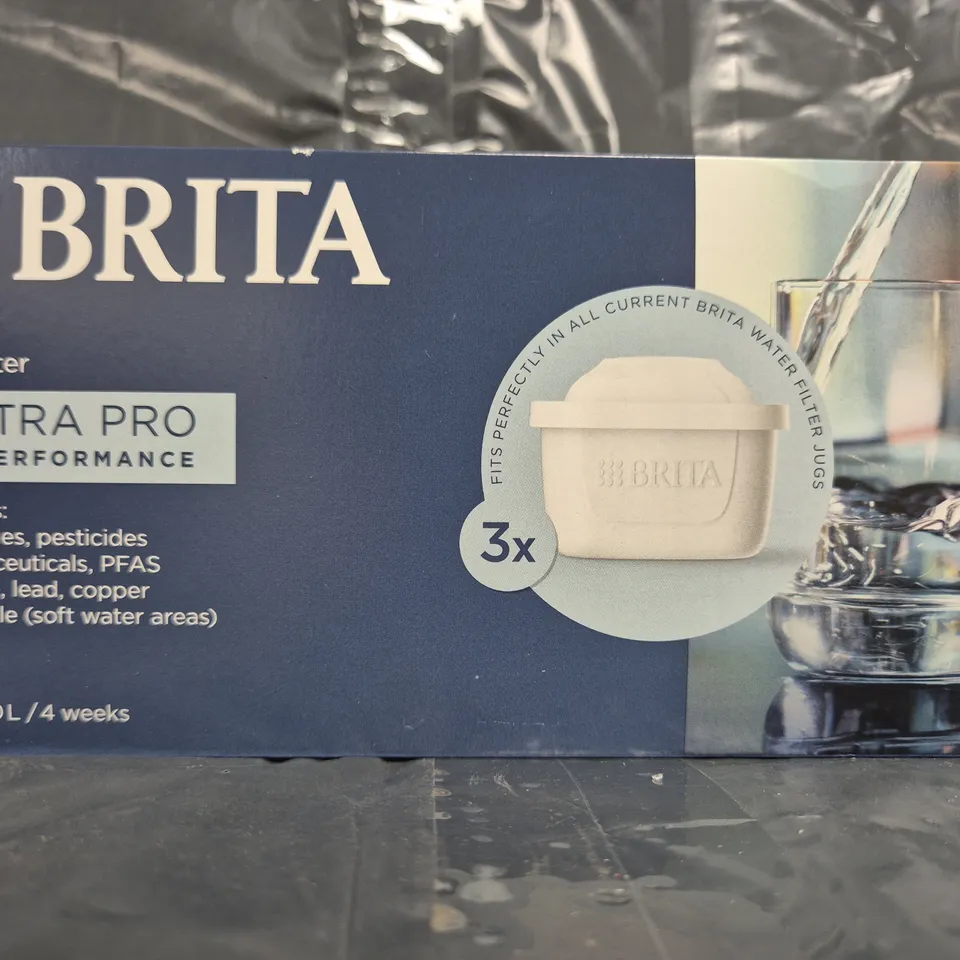 BRITA
ter
TRA PRO
ERFORMANCE
s:
es, pesticides
ceuticals, PFAS
, lead, copper
le (soft water areas)
0 L / 4 weeks
FITS PERFECTLY IN ALL CURRENT BRITA WATER FILTER JUGS
BRITA
3x